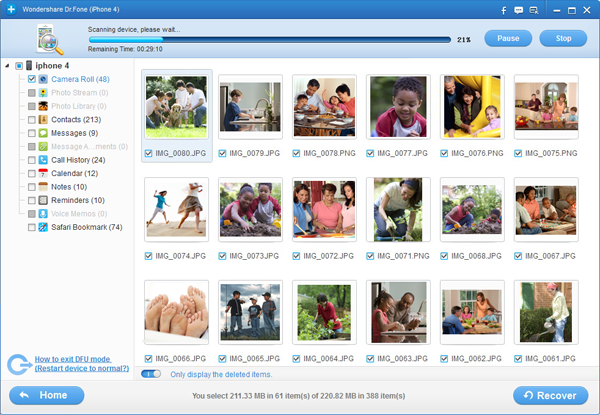 Wondershare Dr.Fone (iPhone 4)
Scanning device, please wait...
21%
Pause
Stop
Remaining Time: 00:29:10
iphone 4
Camera Roll (48)
Photo Stream (0)
Photo Library (0)
Contacts (213)
Messages (9)
Message A...ments (0)
Call History (24)
Calendar (12)
Notes (10)
Reminders (10)
Voice Memos (0)
Safari Bookmark (74)
IMG_0080.JPG
IMG_0079.JPG
IMG_0078.PNG
IMG_0077.JPG
IMG_0076.PNG
IMG_0075.PNG
IMG_0074.JPG
IMG_0073.JPG
IMG_0072.JPG
IMG_0071.PNG
IMG_0068.JPG
IMG_0067.JPG
IMG_0066.JPG
IMG_0065.JPG
IMG_0064.JPG
IMG_0063.JPG
IMG_0062.JPG
IMG_0061.JPG
How to exit DFU mode
(Restart device to normal?)
Only display the deleted items.
Home
You select 211.33 MB in 61 item(s) of 220.82 MB in 388 item(s)
Recover